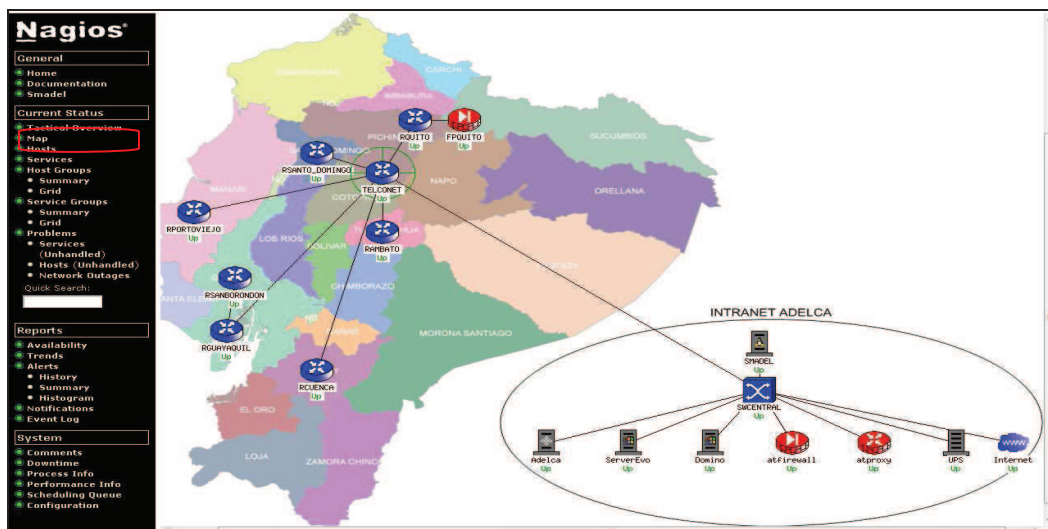 Nagios®
General
Home
Documentation
Smadel
Current Status
Tactical Overview
Map
Hosts
Services
Host Groups
Summary
Grid
Service Groups
Summary
Grid
Problems
Services
(Unhandled)
Hosts (Unhandled)
Network Outages
Quick Search:
Reports
Availability
Trends
Alerts
History
Summary
Histogram
Notifications
Event Log
System
Comments
Downtime
Process Info
Performance Info
Scheduling Queue
Configuration
ESMERALDAS
CARCHI
IMBABURA
SUCUMBIOS
RQUITO
Up
FPQUITO
Up
RSANTO_DOMINGO
Up
TELCONET
Up
NAPO
ORELLANA
MANABI
RPORTOVIEJO
Up
RAMBATO
Up
LOS RIOS
BOLIVAR
CHIMBORAZO
RSANBORONDON
Up
RGUAYAQUIL
Up
MORONA SANTIAGO
RCUENCA
Up
EL ORO
LOJA
ZAMORA CHINC
INTRANET ADELCA
SMADEL
Up
SWCENTRAL
Up
Adelca
Up
ServerEvo
Up
Domino
Up
atfirewall
Up
atproxy
Up
UPS
Up
www
Internet
Up